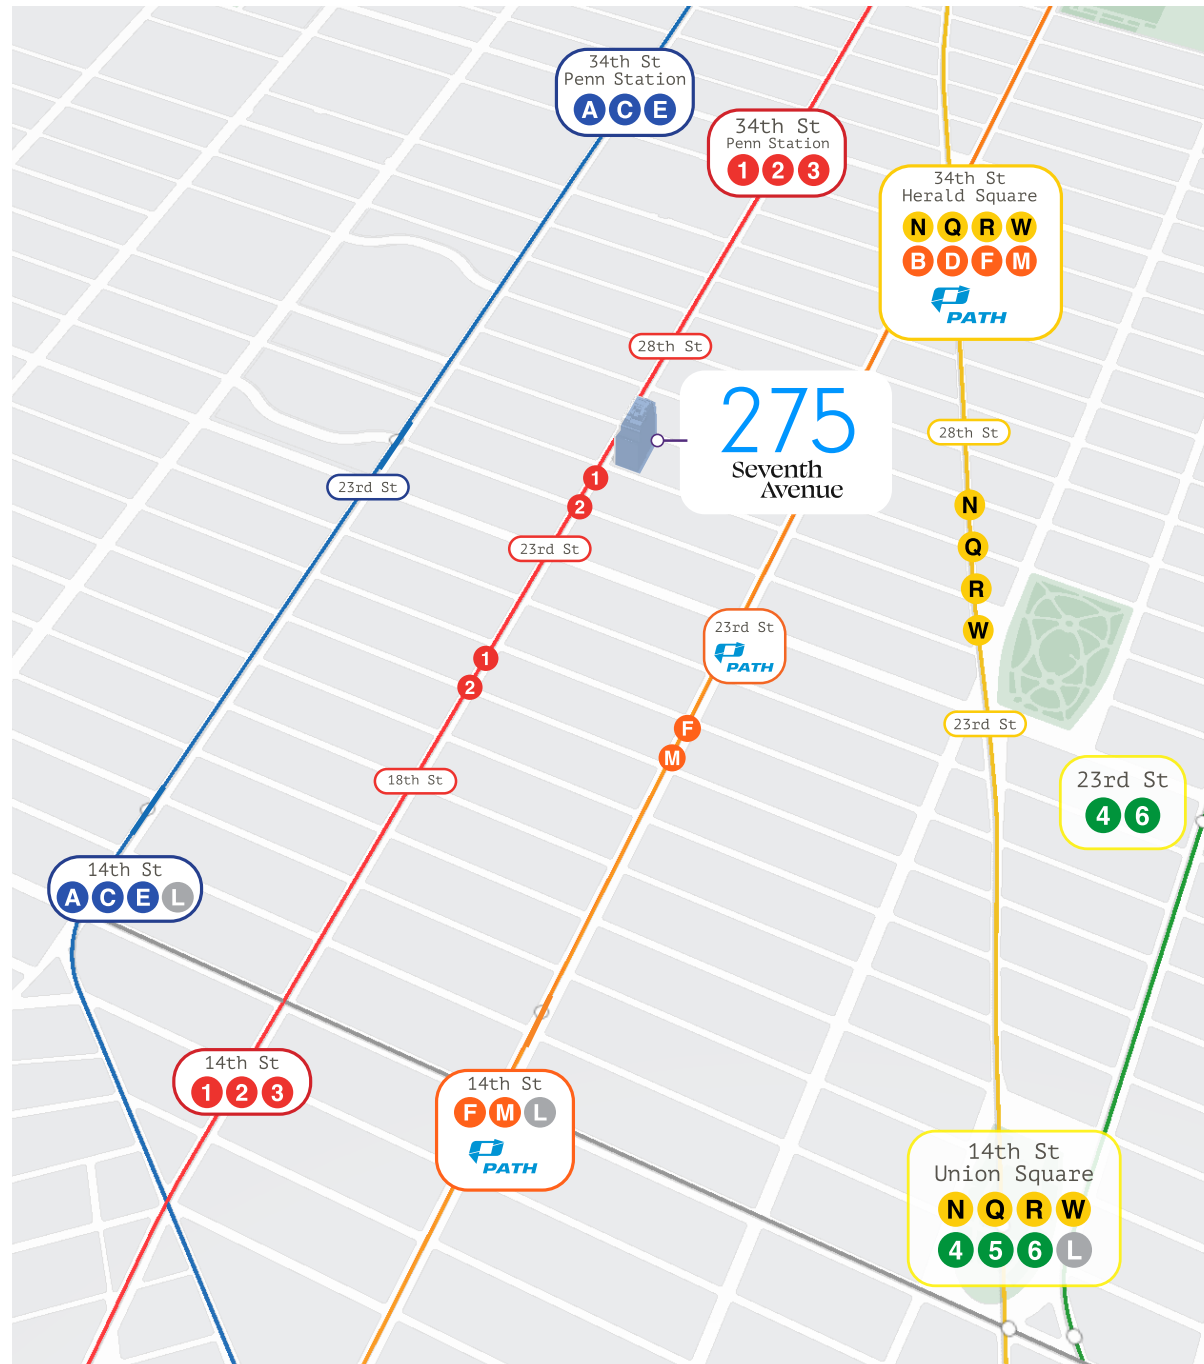 34th St
Penn Station
A C E
34th St
Penn Station
1 2 3
34th St
Herald Square
N Q R W
B D F M
PATH
28th St
275
Seventh
Avenue
28th St
23rd St
1
2
23rd St
N
Q
R
W
23rd St
PATH
1
2
F
M
23rd St
18th St
23rd St
4 6
14th St
A C E L
14th St
1 2 3
14th St
F M L
PATH
14th St
Union Square
N Q R W
4 5 6 L